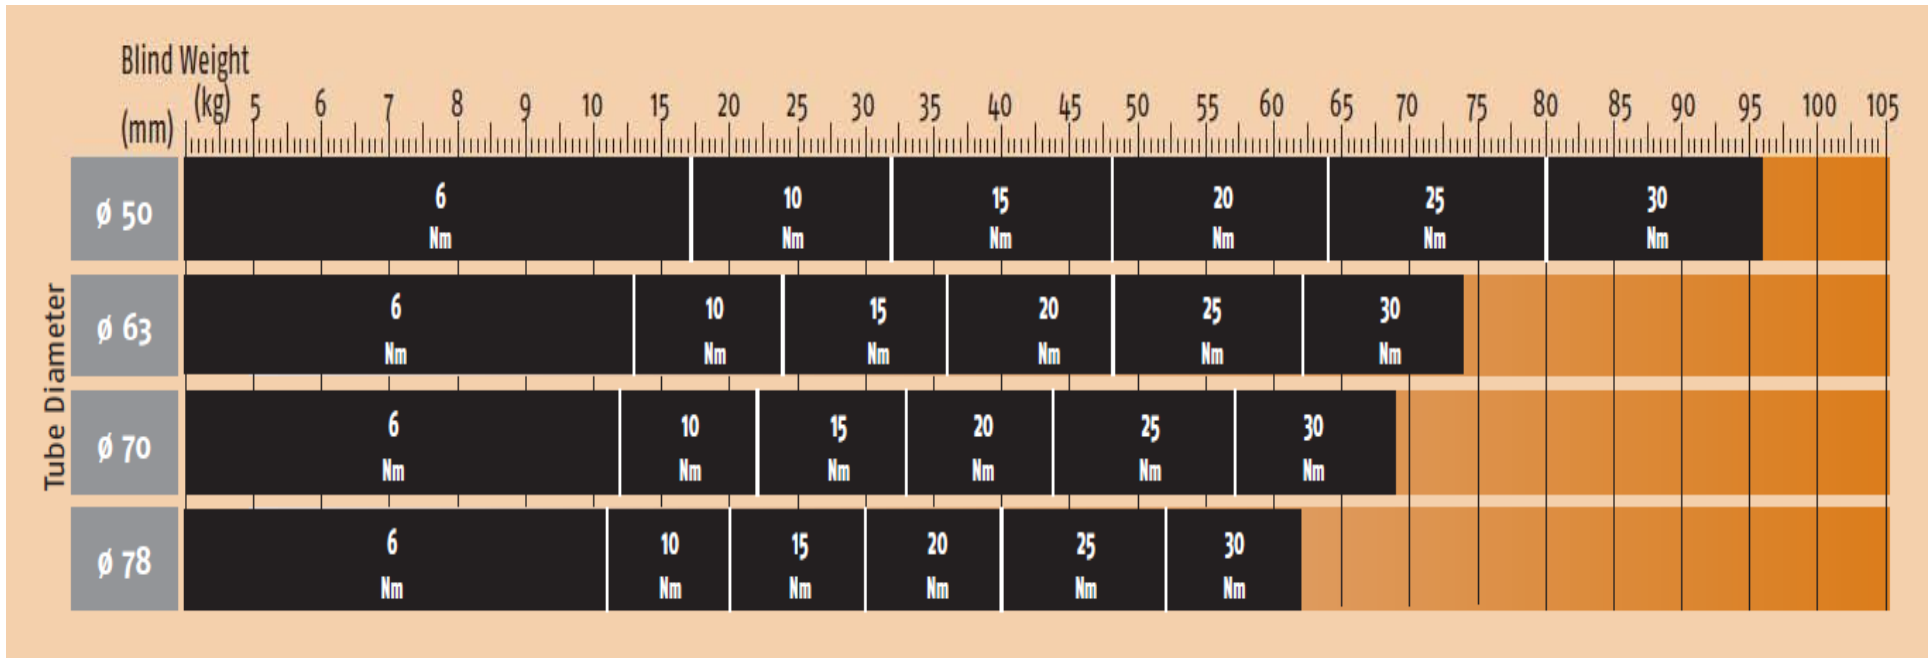 Blind Weight
(kg) 5 6 7 8 9 10 15 20 25 30 35 40 45 50 55 60 65 70 75 80 85 90 95 100 105
(mm)
Tube Diameter
ø 50
6 10 15 20 25 30
Nm Nm Nm Nm Nm Nm
ø 63
6 10 15 20 25 30
Nm Nm Nm Nm Nm Nm
ø 70
6 10 15 20 25 30
Nm Nm Nm Nm Nm Nm
ø 78
6 10 15 20 25 30
Nm Nm Nm Nm Nm Nm